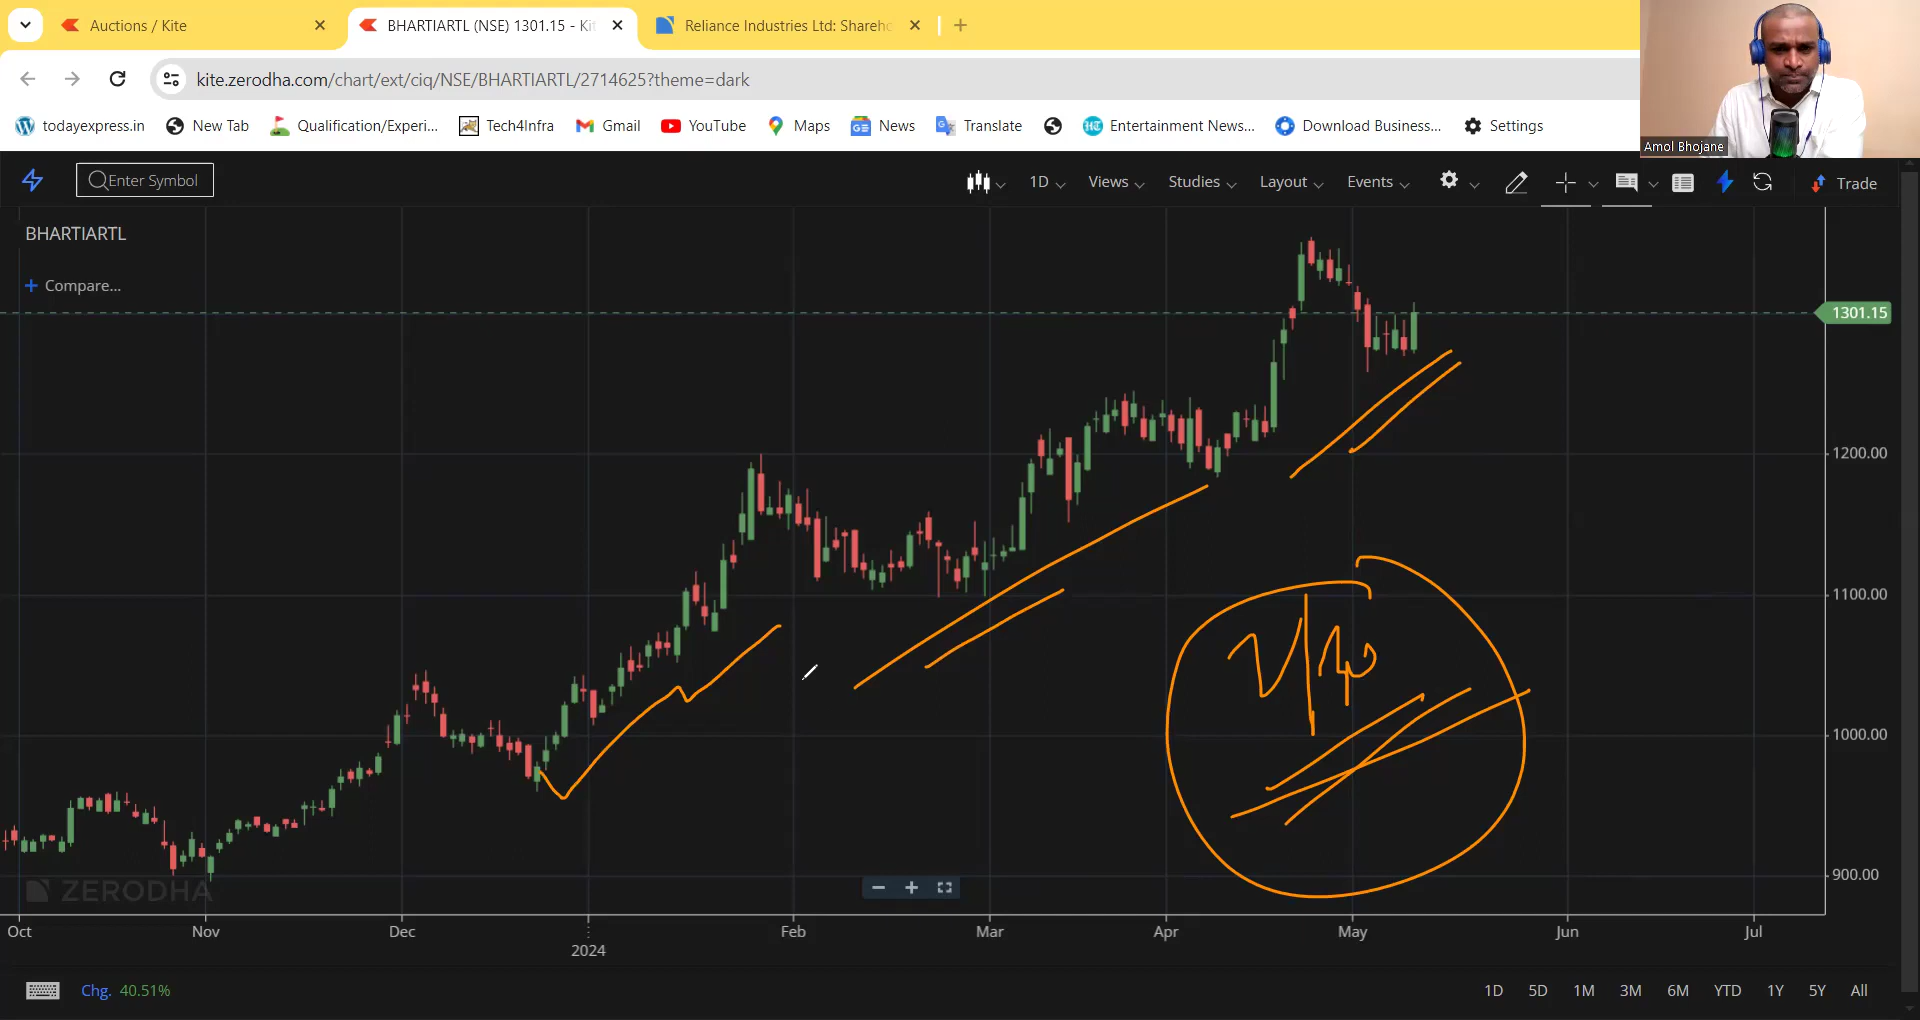 Auctions / Kite
BHARTIARTL (NSE) 1301.15 - Kit
Reliance Industries Ltd: Shareho
kite.zerodha.com/chart/ext/ciq/NSE/BHARTIARTL/2714625?theme=dark
todayexpress.in New Tab Qualification/Experi... Tech4Infra Gmail YouTube Maps News Translate Entertainment News... Download Business... Settings
Amol Bhojane
Enter Symbol 1D Views Studies Layout Events Trade
BHARTIARTL
+ Compare...
1301.15
1200.00
1100.00
1000.00
900.00
ZERODHA
Oct Nov Dec 2024 Feb Mar Apr May Jun Jul
Chg. 40.51% 1D 5D 1M 3M 6M YTD 1Y 5Y All